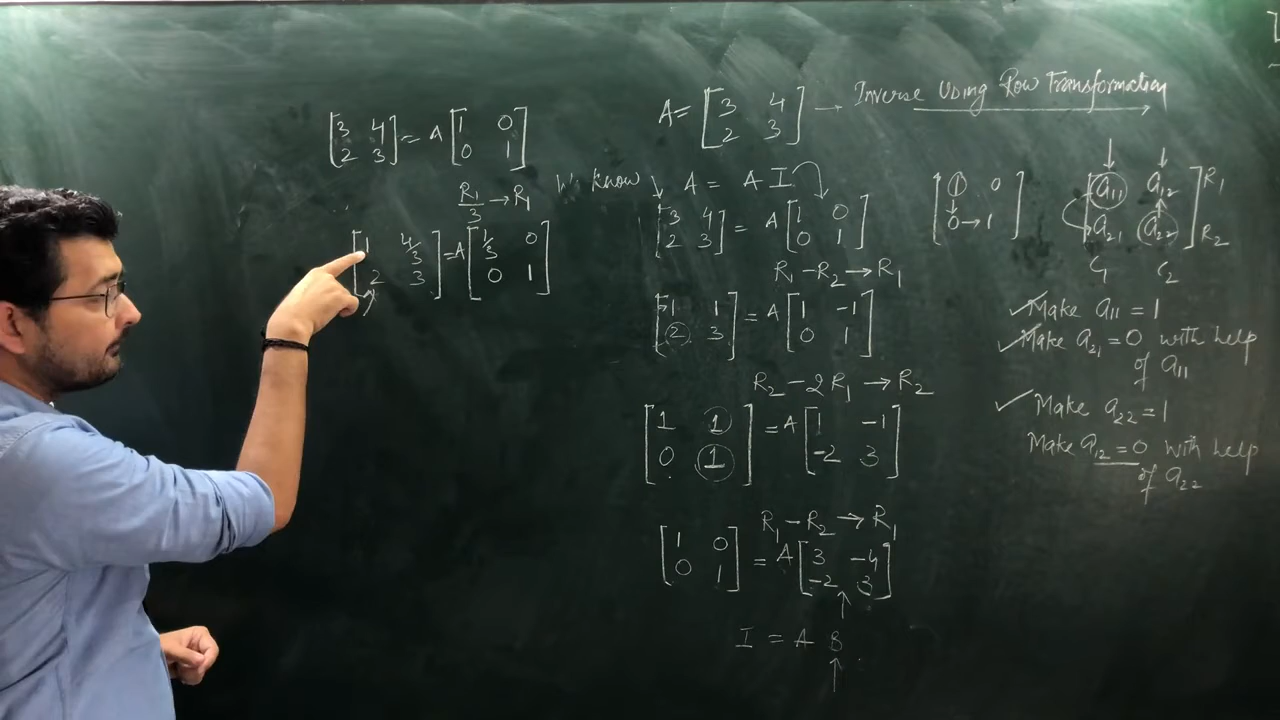 [3 4 = A [1 0
2 3] 0 1]
R1/3 → R1
[1 4/3 = A [1/3 0
2 3] 0 1]
A = [3 4 → Inverse Using Row Transformation
2 3]
We know A = A I
[3 4 = A [1 0
2 3] 0 1]
R1 - R2 → R1
[1 1 = A [1 -1
2 3] 0 1]
R2 - 2R1 → R2
[1 1 = A [1 -1
0 1] -2 3]
R1 - R2 → R1
[1 0 = A [3 -4
0 1] -2 3]
I = A B
[1 0
0 → 1]
[a11 a12 ] R1
a21 a22 ] R2
C1 C2
✓Make a11 = 1
✓Make a21 = 0 with help
of a11
✓ Make a22 = 1
Make a12 = 0 with help
of a22